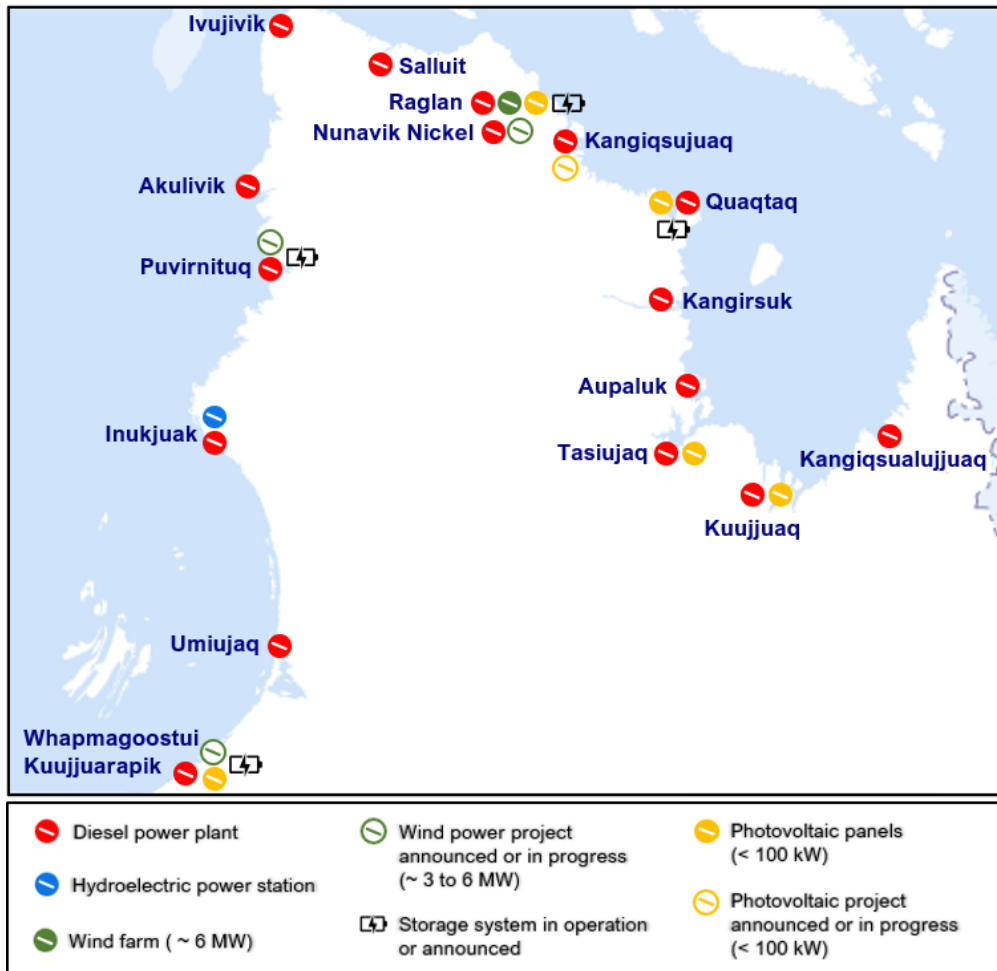 Ivujivik
Salluit
Raglan
Nunavik Nickel
Kangiqsujuaq
Akulivik
Quaqtaq
Puvirnituq
Kangirsuk
Aupaluk
Inukjuak
Tasiujaq
Kangiqsualujjuaq
Kuujjuaq
Umiujaq
Whapmagoostui
Kuujjuarapik
Diesel power plant
Hydroelectric power station
Wind farm ( ~ 6 MW)
Wind power project
announced or in progress
(~ 3 to 6 MW)
Storage system in operation
or announced
Photovoltaic panels
(< 100 kW)
Photovoltaic project
announced or in progress
(< 100 kW)